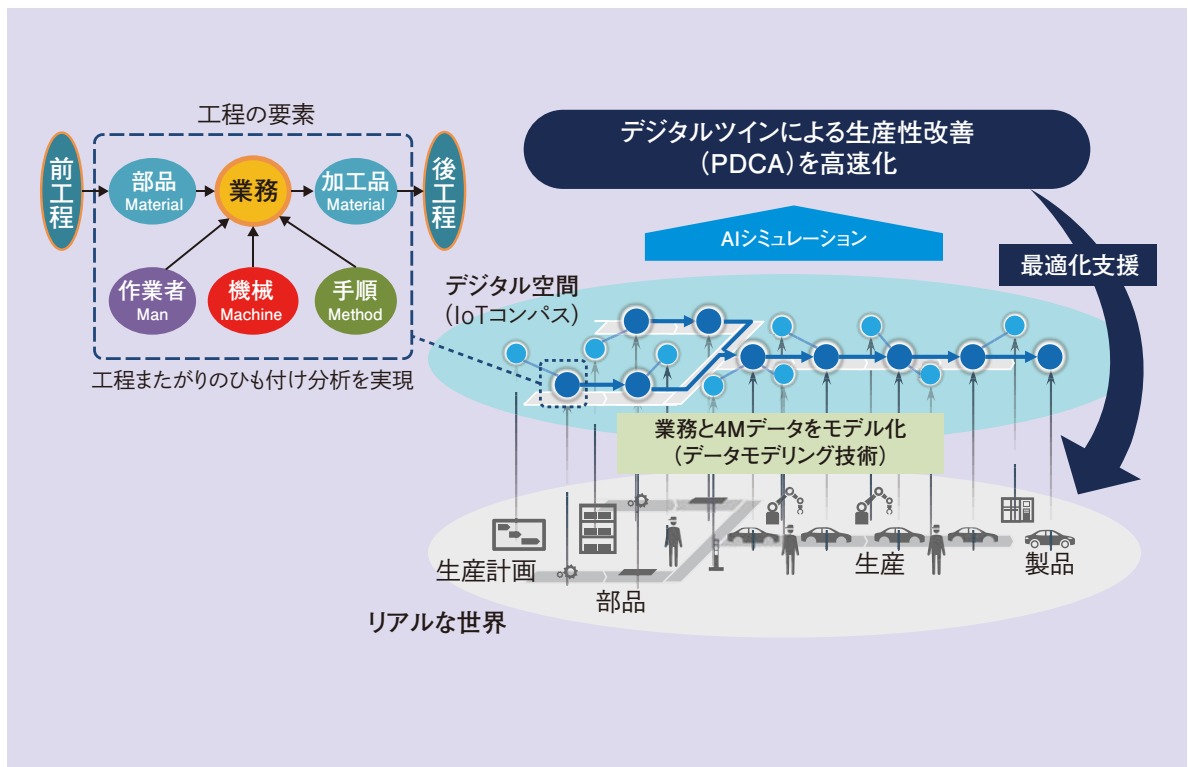 工程の要素
前工程
部品
Material
業務
加工品
Material
後工程
作業者
Man
機械
Machine
手順
Method
工程またがりのひも付け分析を実現
デジタルツインによる生産性改善
(PDCA)を高速化
AIシミュレーション
最適化支援
デジタル空間
(IoTコンパス)
業務と4Mデータをモデル化
(データモデリング技術)
生産計画
部品
生産
製品
リアルな世界